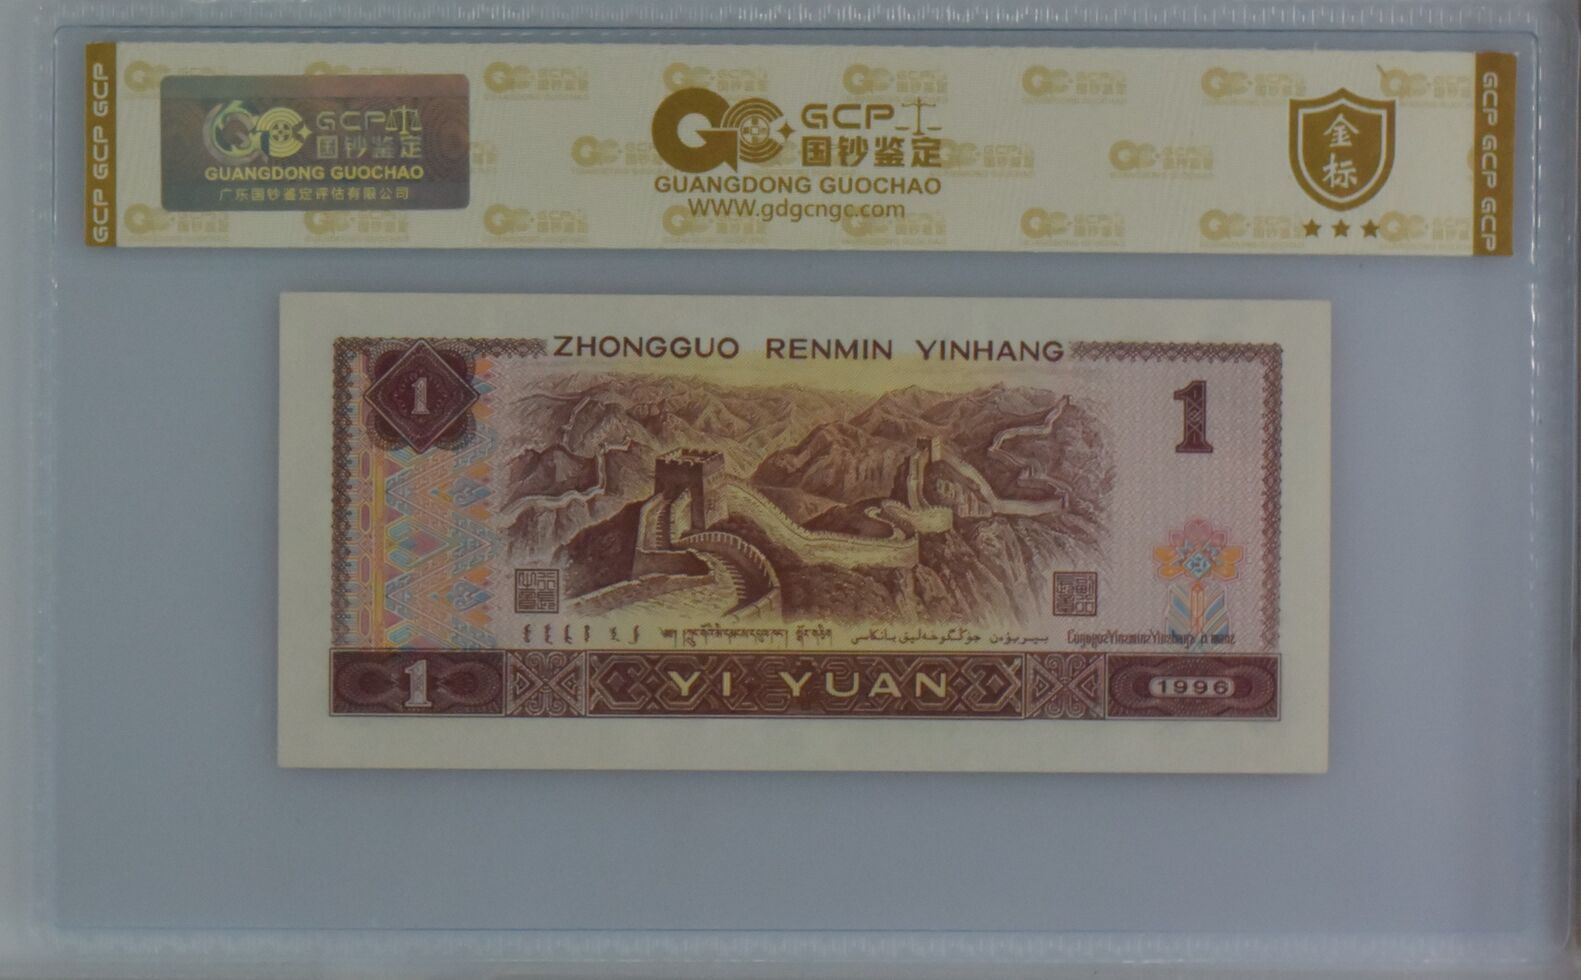 GCP GCP GCP
GCP
国钞鉴定
GUANGDONG GUOCHAO
广东国钞鉴定评估有限公司
GCP
国钞鉴定
GUANGDONG GUOCHAO
WWW.gdgcngc.com
金标
GCP GCP GCP
ZHONGGUO RENMIN YINHANG
1
1
1
YI YUAN
1996